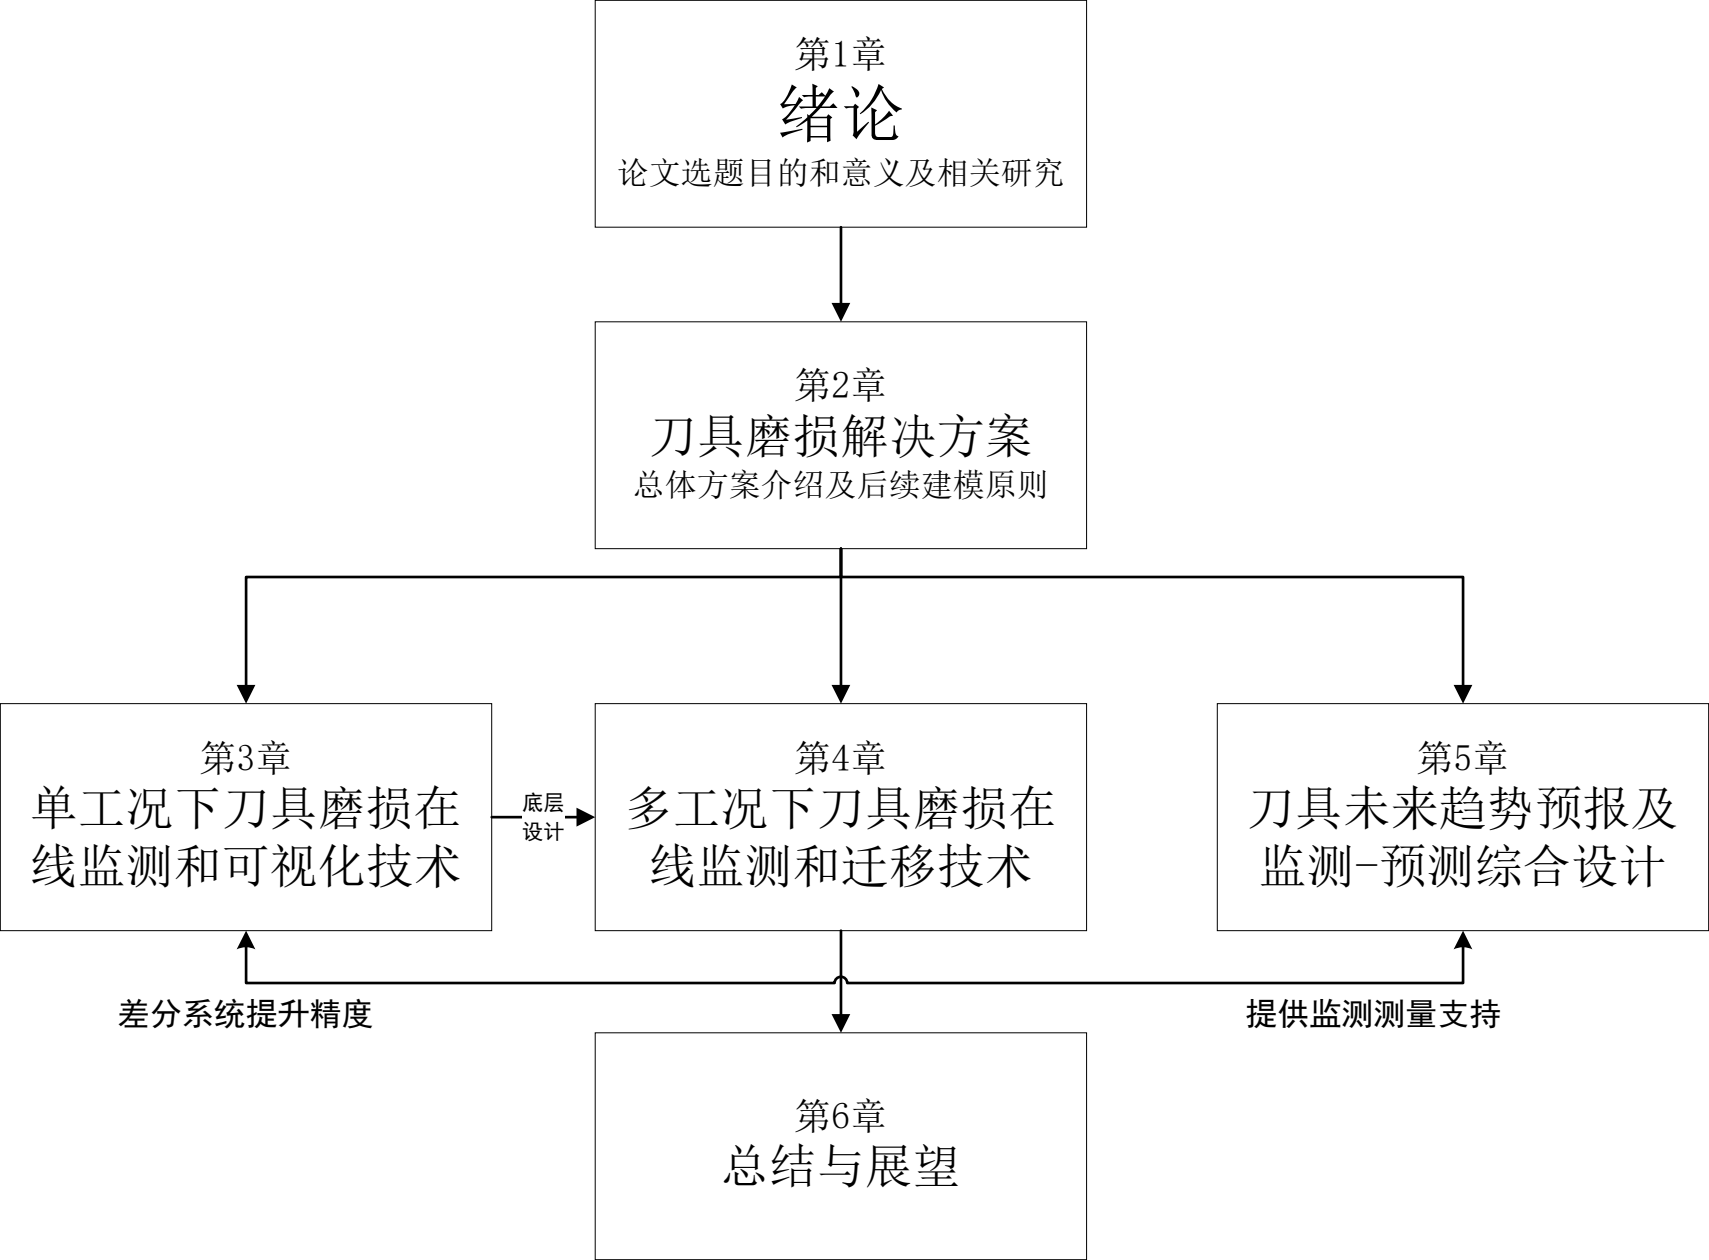 第1章
绪论
论文选题目的和意义及相关研究
第2章
刀具磨损解决方案
总体方案介绍及后续建模原则
第3章
单工况下刀具磨损在
线监测和可视化技术
底层
设计
第4章
多工况下刀具磨损在
线监测和迁移技术
第5章
刀具未来趋势预报及
监测-预测综合设计
差分系统提升精度
提供监测测量支持
第6章
总结与展望